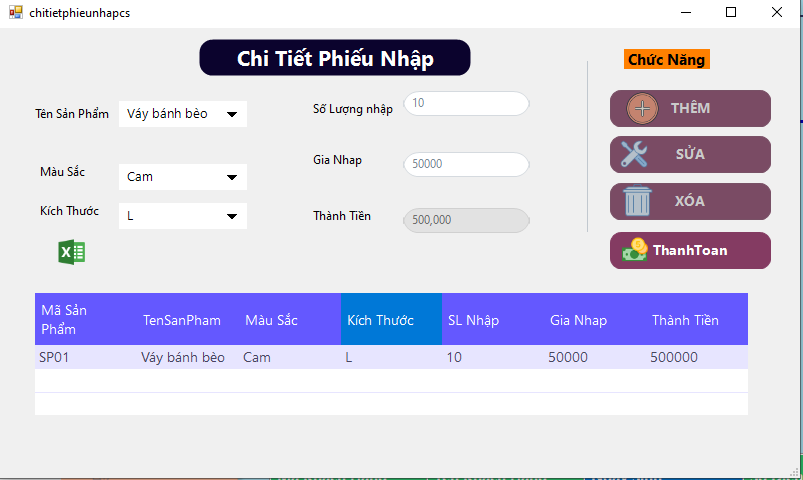 chitietphieunhapcs
Chi Tiết Phiếu Nhập
Chức Năng
Tên Sản Phẩm
Váy bánh bèo
Số Lượng nhập
10
THÊM
Màu Sắc
Cam
Gia Nhap
50000
SỬA
Kích Thước
L
Thành Tiền
500,000
XÓA
ThanhToan
Mã Sản
Phẩm
TenSanPham
Màu Sắc
Kích Thước
SL Nhập
Gia Nhap
Thành Tiền
SP01
Váy bánh bèo
Cam
L
10
50000
500000